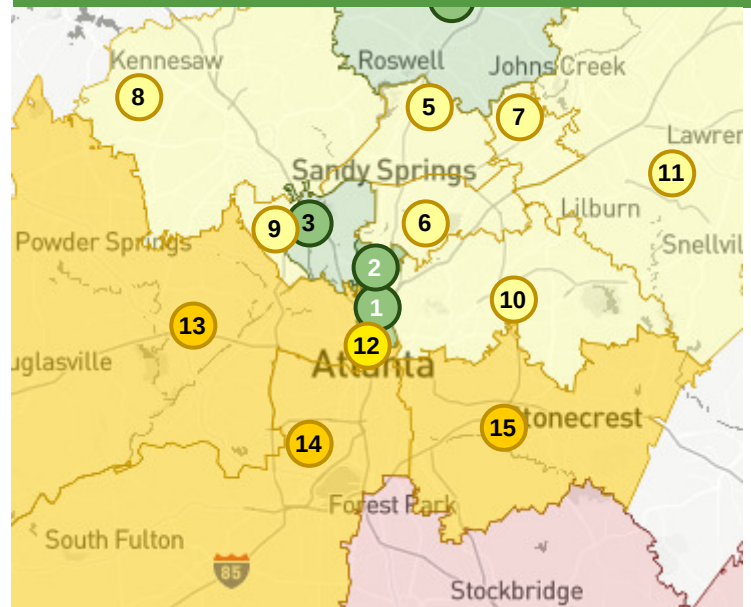 Kennesaw
Roswell
Johns Creek
8
5
7
Lawrer
Sandy Springs
11
Lilburn
3
9
6
Powder Springs
Snellvil
2
10
1
13
12
Atlanta
uglasville
15
tonecrest
14
Forest Park
South Fulton
85
Stockbridge